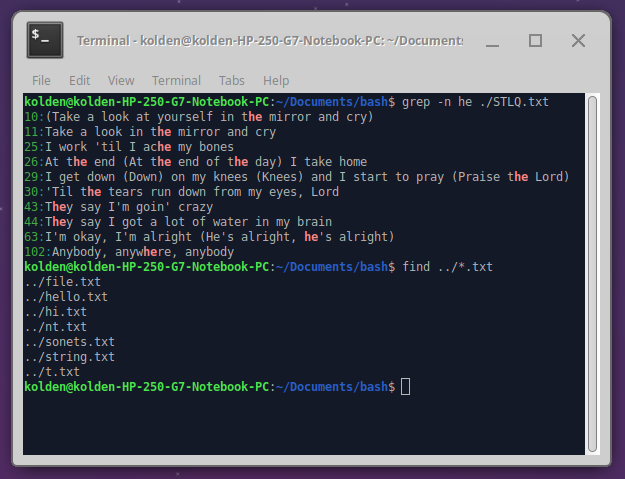 $_
Terminal - kolden@kolden-HP-250-G7-Notebook-PC: ~/Documents
File Edit View Terminal Tabs Help
kolden@kolden-HP-250-G7-Notebook-PC:~/Documents/bash$ grep -n he ./STLQ.txt
10:(Take a look at yourself in the mirror and cry)
11:Take a look in the mirror and cry
25:I work 'til I ache my bones
26:At the end (At the end of the day) I take home
29:I get down (Down) on my knees (Knees) and I start to pray (Praise the Lord)
30:'Til the tears run down from my eyes, Lord
43:They say I'm goin' crazy
44:They say I got a lot of water in my brain
63:I'm okay, I'm alright (He's alright, he's alright)
102:Anybody, anywhere, anybody
kolden@kolden-HP-250-G7-Notebook-PC:~/Documents/bash$ find ../*.txt
../file.txt
../hello.txt
../hi.txt
../nt.txt
../sonets.txt
../string.txt
../t.txt
kolden@kolden-HP-250-G7-Notebook-PC:~/Documents/bash$